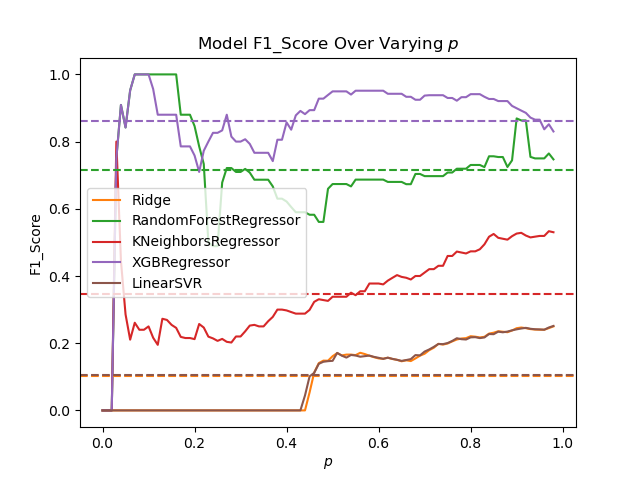 Model F1_Score Over Varying p
F1_Score
1.0
0.8
0.6
0.4
0.2
0.0
Ridge
RandomForestRegressor
KNeighborsRegressor
XGBRegressor
LinearSVR
0.0 0.2 0.4 0.6 0.8 1.0
p